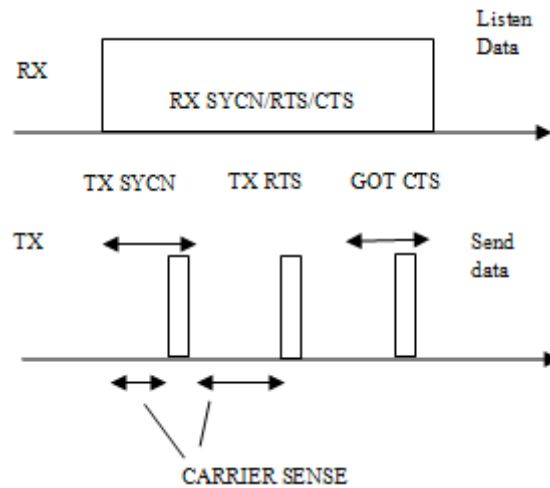 Listen
Data
RX
RX SYCN/RTS/CTS
TX SYCN
TX RTS
GOT CTS
TX
Send
data
CARRIER SENSE